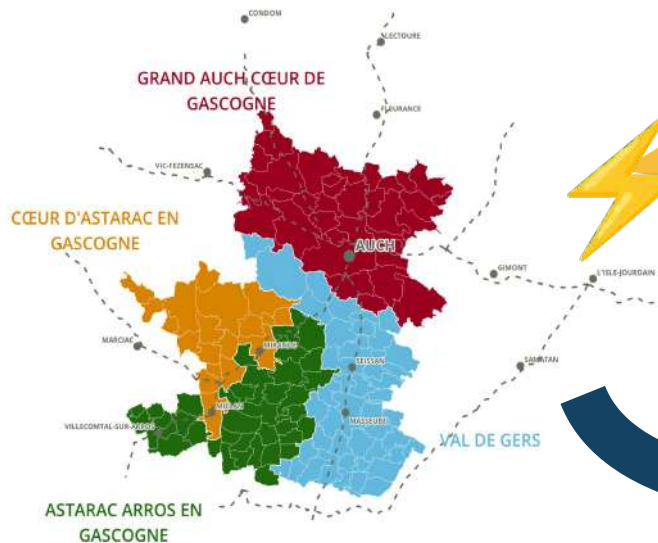 CONDOM
LECTOURE
GRAND AUCH CŒUR DE
GASCOGNE
FLEURANCE
VIC-FEZENSAC
CŒUR D'ASTARAC EN
GASCOGNE
AUCH
GIMONT
L'ISLE-JOURDAIN
MARCIAC
MIRANDE
SEISSAN
SAMATAN
MIÉLAN
MASSEUBE
VILLECOMTAL-SUR-ARROS
VAL DE GERS
ASTARAC ARROS EN
GASCOGNE